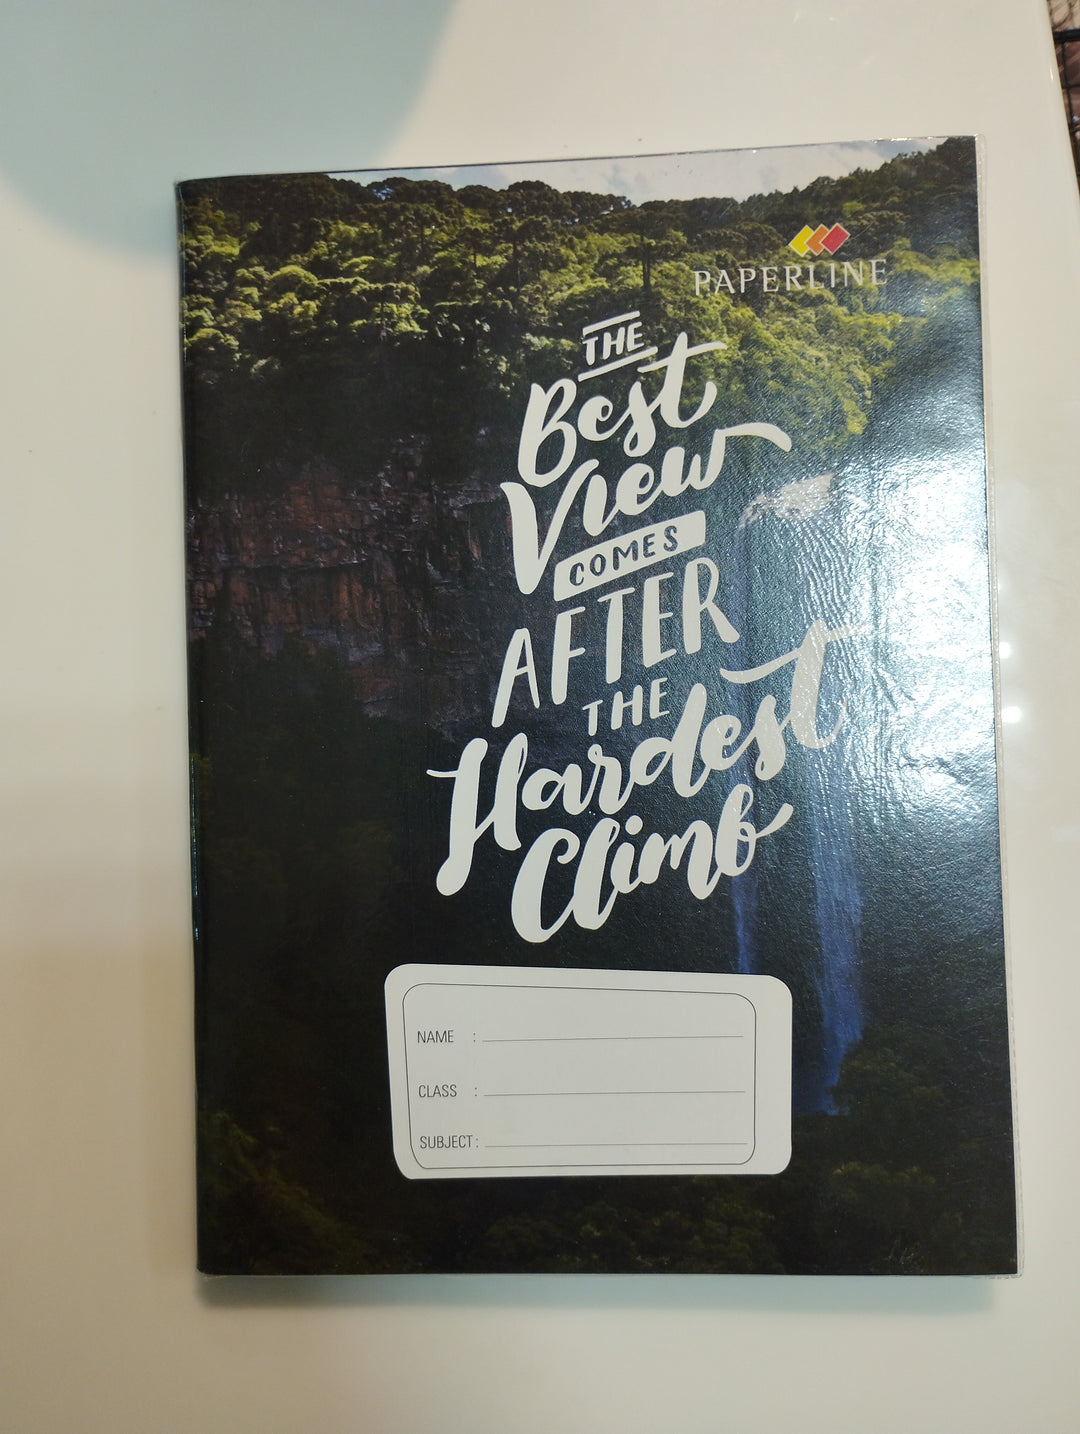 PAPERLINE
THE
Best
View
COMES
AFTER
THE
Hardest
Climb
NAME :
CLASS :
SUBJECT :